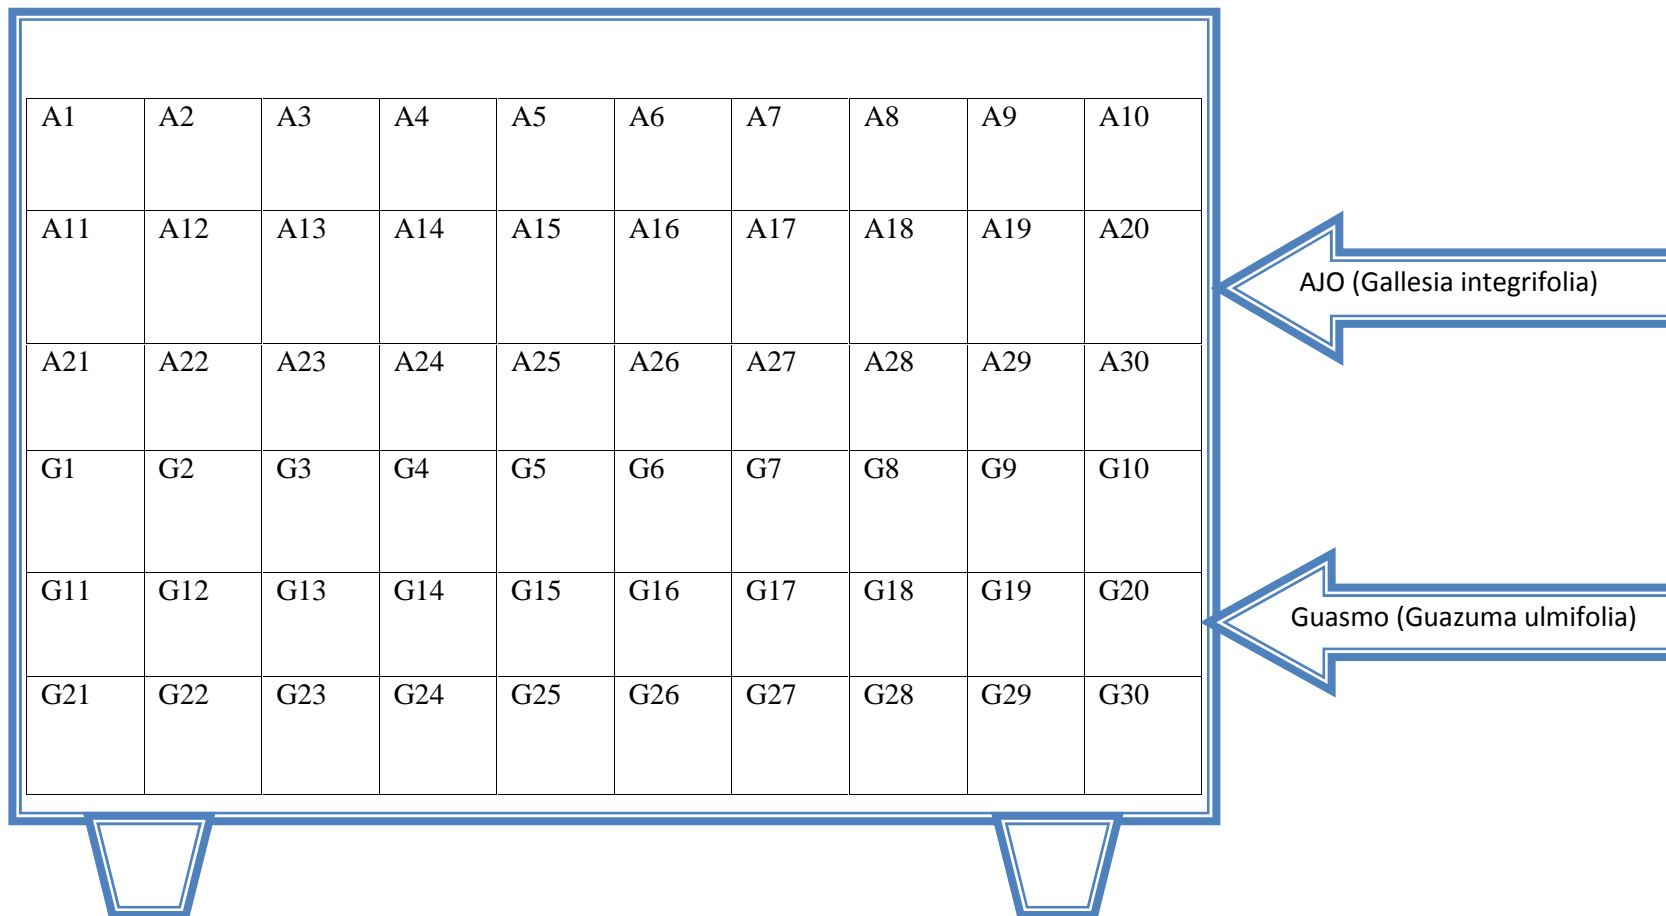 A1 A2 A3 A4 A5 A6 A7 A8 A9 A10
A11 A12 A13 A14 A15 A16 A17 A18 A19 A20
AJO (Gallesia integrifolia)
A21 A22 A23 A24 A25 A26 A27 A28 A29 A30
G1 G2 G3 G4 G5 G6 G7 G8 G9 G10
G11 G12 G13 G14 G15 G16 G17 G18 G19 G20
Guasmo (Guazuma ulmifolia)
G21 G22 G23 G24 G25 G26 G27 G28 G29 G30